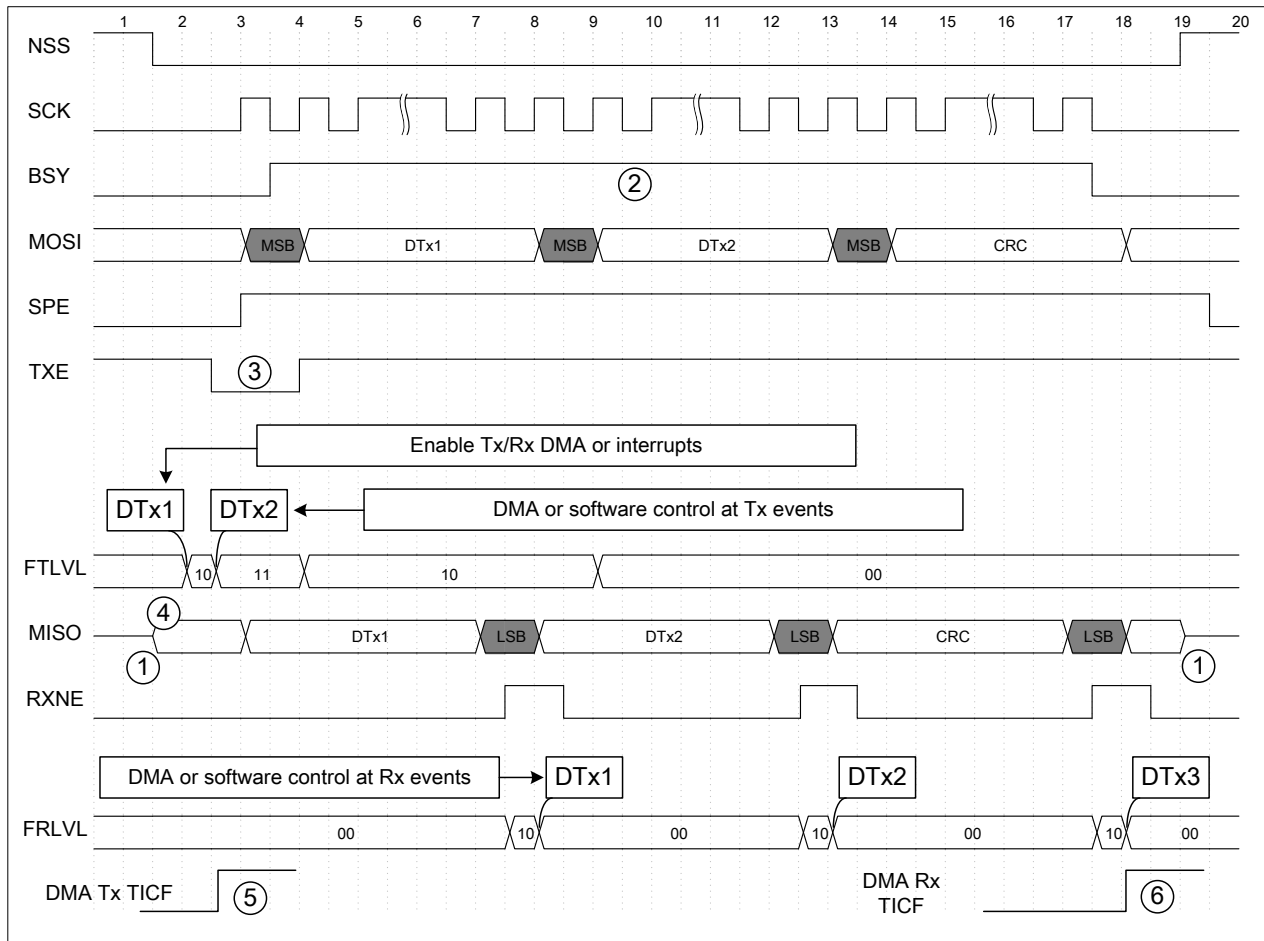 1 2 3 4 5 6 7 8 9 10 11 12 13 14 15 16 17 18 19 20
NSS
SCK
BSY
2
MOSI
MSB DTx1 MSB DTx2 MSB CRC
SPE
TXE
3
Enable Tx/Rx DMA or interrupts
DTx1 DTx2 DMA or software control at Tx events
FTLVL
10 11 10 00
4
MISO
DTx1 LSB DTx2 LSB CRC LSB
1 1
RXNE
DMA or software control at Rx events DTx1 DTx2 DTx3
FRLVL
00 10 00 10 00 10 00
DMA Tx TICF 5 DMA Rx
TICF 6